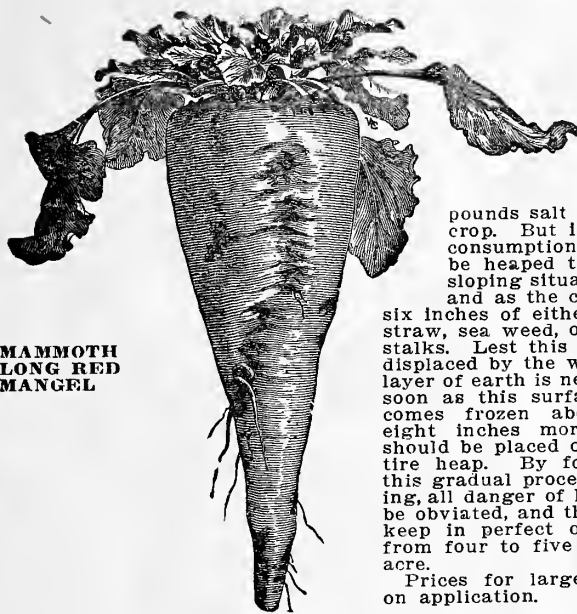 MAMMOTH
LONG RED
MANGEL
pounds salt
crop. But i
consumption
be heaped t
sloping situa
and as the c
six inches of eithe
straw, sea weed, o
stalks. Lest this
displaced by the w
layer of earth is ne
soon as this surfa
comes frozen ab
eight inches mor
should be placed o
tire heap. By fo
this gradual proce
ing, all danger of
be obviated, and th
keep in perfect o
from four to five
acre.
Prices for large
on application.